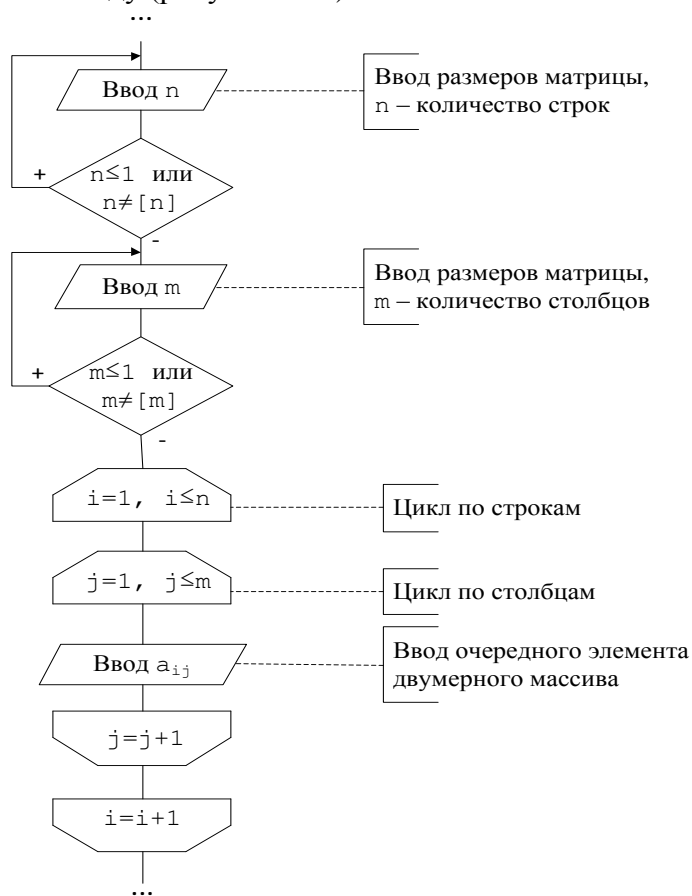 ...
Ввод n
Ввод размеров матрицы,
n – количество строк
+
n≤1 или
n≠[n]
-
Ввод m
Ввод размеров матрицы,
m – количество столбцов
+
m≤1 или
m≠[m]
-
i=1, i≤n
Цикл по строкам
j=1, j≤m
Цикл по столбцам
Ввод aij
Ввод очередного элемента
двумерного массива
j=j+1
i=i+1
...